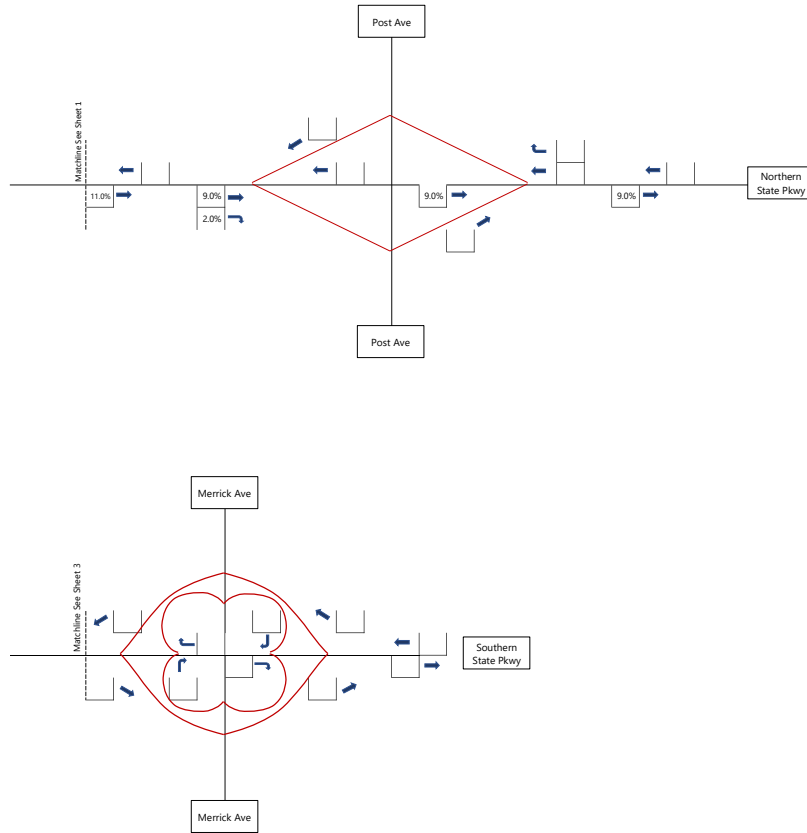 Post Ave
Matchline See Sheet 1
11.0%
9.0%
2.0%
9.0%
9.0%
Northern
State Pkwy
Post Ave
Merrick Ave
Matchline See Sheet 3
Southern
State Pkwy
Merrick Ave